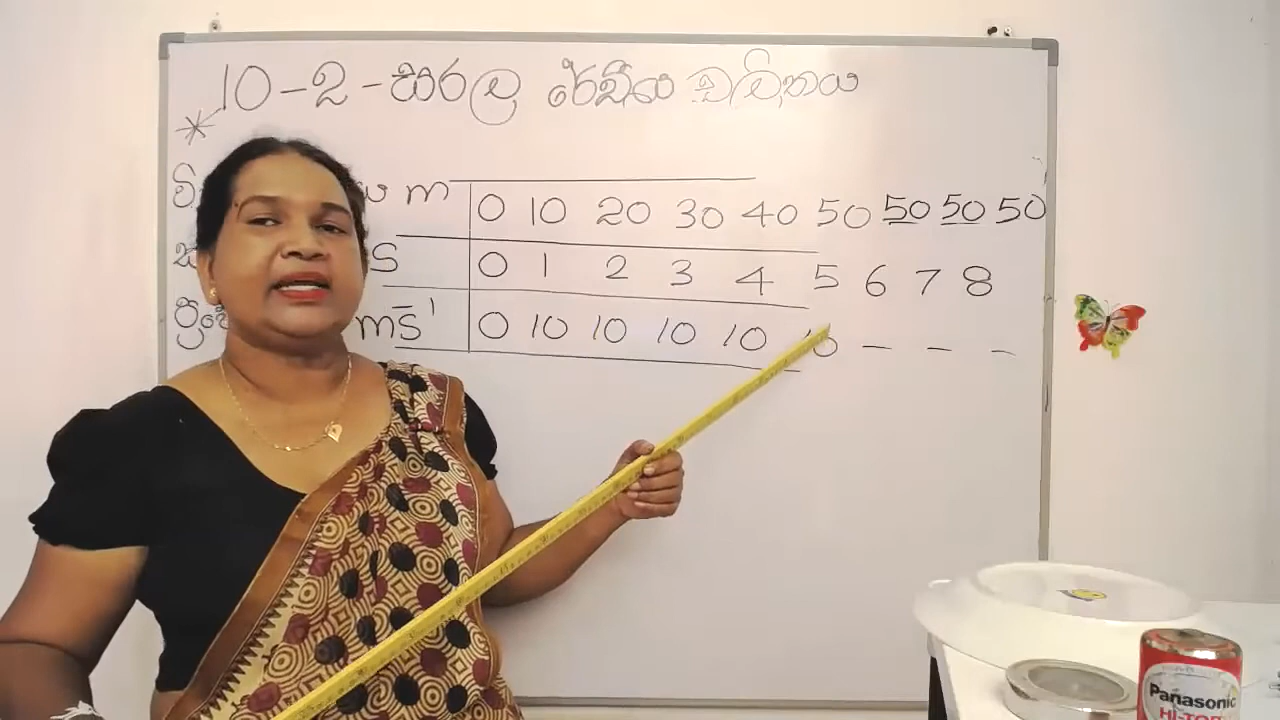 10 - 2 - සරල රේඛීය චලිතය
m 0 10 20 30 40 50 50 50 50
S 0 1 2 3 4 5 6 7 8
ms⁻¹ 0 10 10 10 10 10 – – –
Panasonic